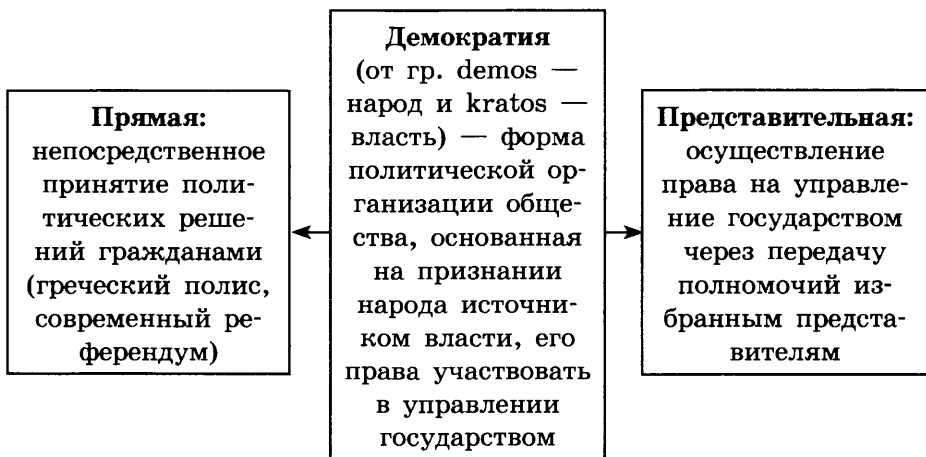 Прямая:
непосредственное
принятие поли-
тических реше-
ний гражданами
(греческий полис,
современный ре-
ферендум)
Демократия
(от гр. demos —
народ и kratos —
власть) — форма
политической ор-
ганизации обще-
ства, основанная
на признании
народа источни-
ком власти, его
права участвовать
в управлении
государством
Представительная:
осуществление
права на управле-
ние государством
через передачу
полномочий из-
бранным предста-
вителям